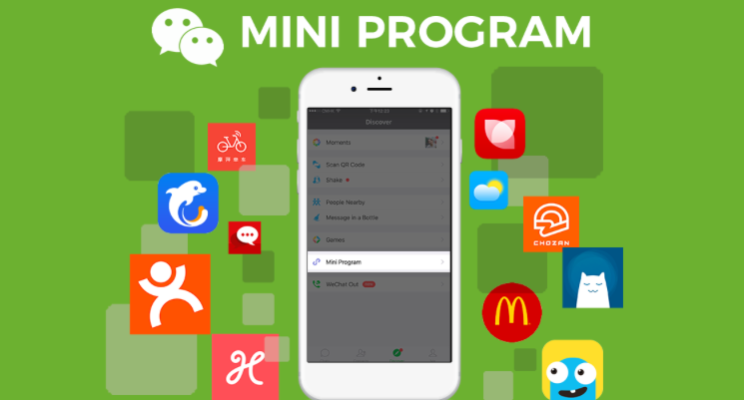 MINI PROGRAM
Discover
Moments
Scan QR Code
Shake
People Nearby
Message in a Bottle
Games
Mini Program
WeChat Out
CHOZAN